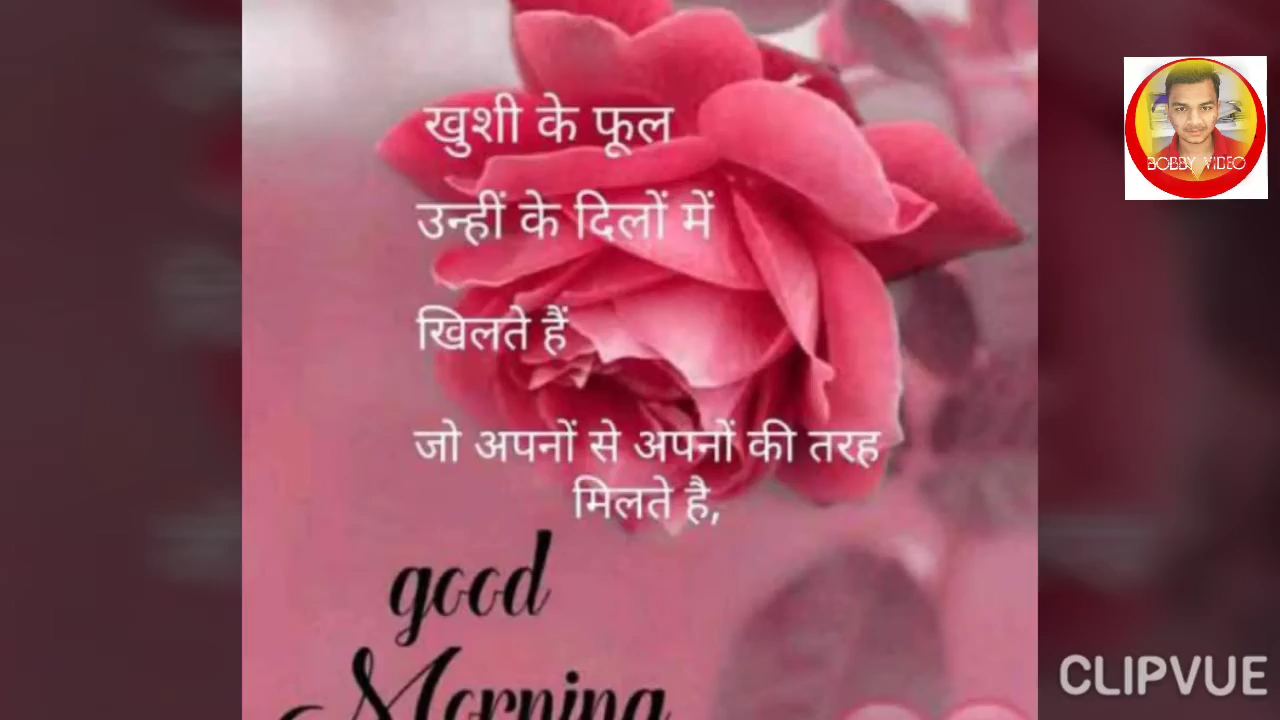 खुशी के फूल
उन्हीं के दिलों में
खिलते हैं
जो अपनों से अपनों की तरह
मिलते है,
good
Morning
BOBBY VIDEO
CLIPVUE